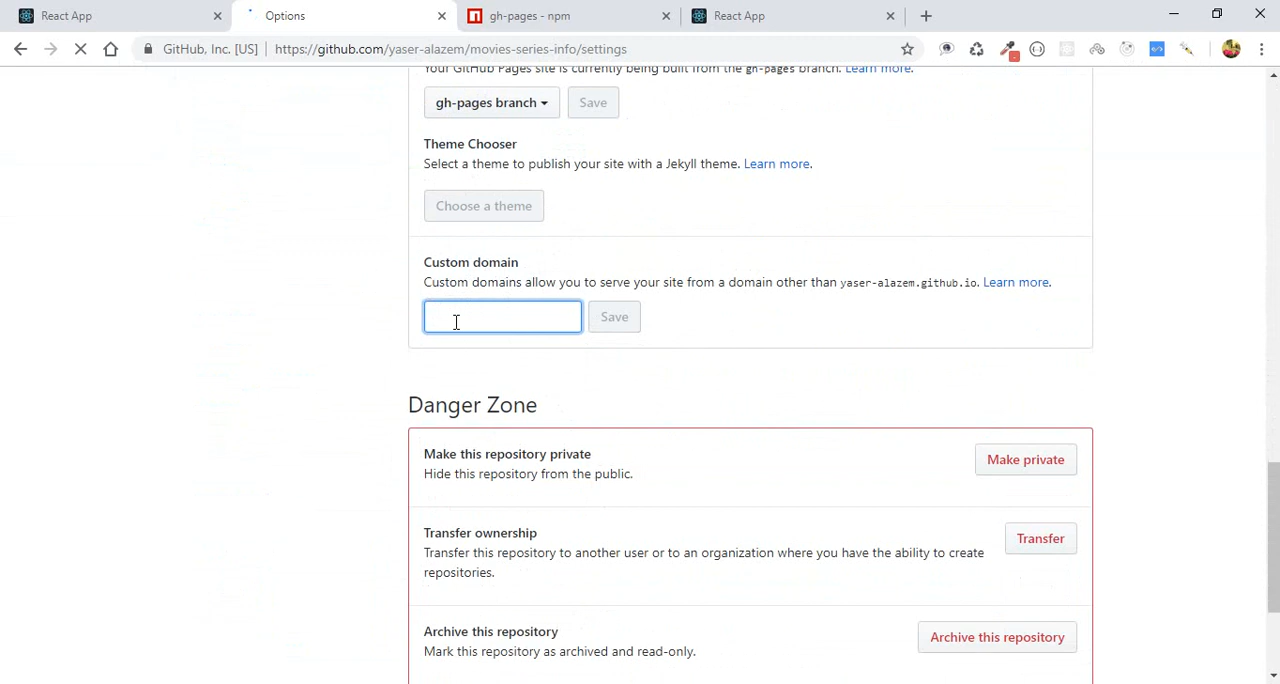 React App
Options
gh-pages - npm
React App
GitHub, Inc. [US]
https://github.com/yaser-alazem/movies-series-info/settings
Your GitHub Pages site is currently being built from the gh-pages branch. Learn more.
gh-pages branch
Save
Theme Chooser
Select a theme to publish your site with a Jekyll theme. Learn more.
Choose a theme
Custom domain
Custom domains allow you to serve your site from a domain other than yaser-alazem.github.io. Learn more.
Save
Danger Zone
Make this repository private
Hide this repository from the public.
Make private
Transfer ownership
Transfer this repository to another user or to an organization where you have the ability to create
repositories.
Transfer
Archive this repository
Mark this repository as archived and read-only.
Archive this repository